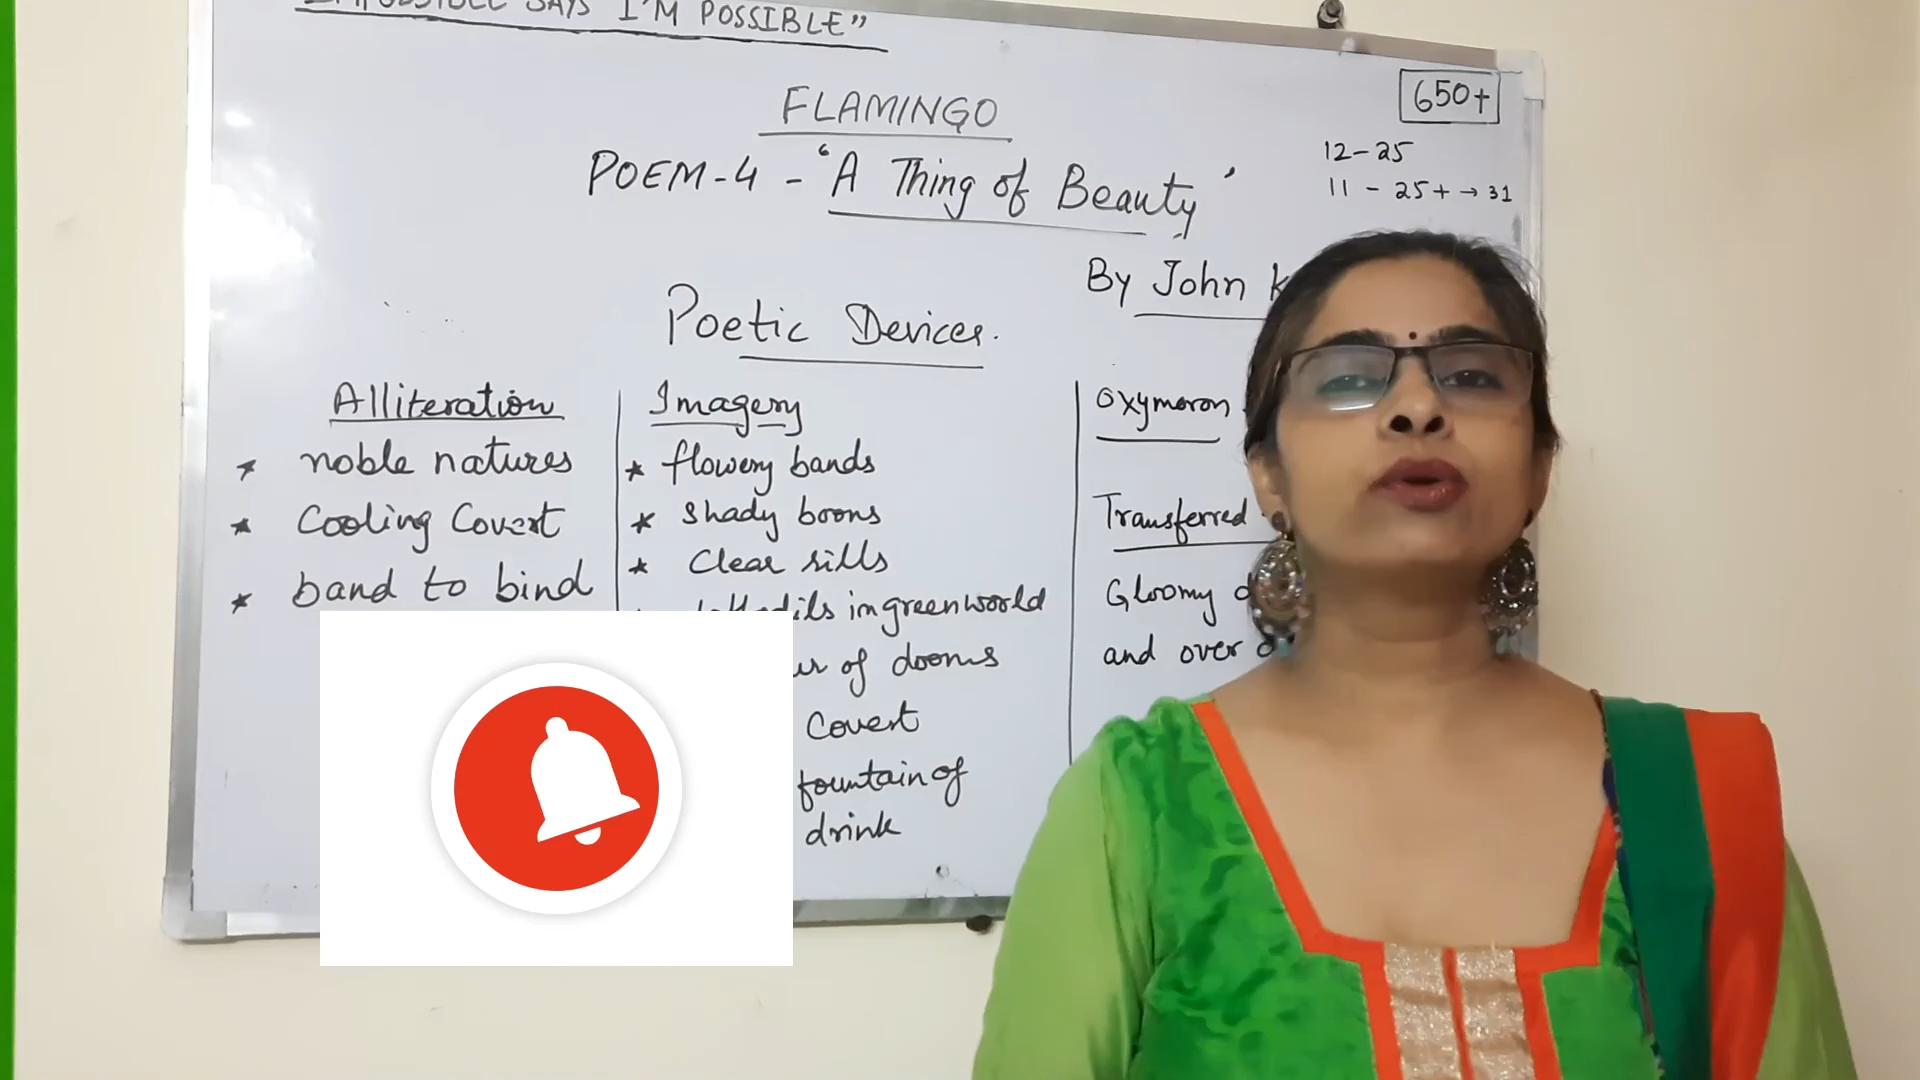 IMPOSSIBLE SAYS I'M POSSIBLE"
FLAMINGO
650+
12-25
11 - 25+ → 31
POEM-4 - 'A Thing of Beauty'
By John K
Poetic Devices.
Alliteration
* noble natures
* Cooling Covert
* band to bind
Imagery
* flowery bands
* Shady boons
* Clear rills
in green world
of dooms
Covert
fountain of
drink
Oxymoron
Transferred
Gloomy
and over